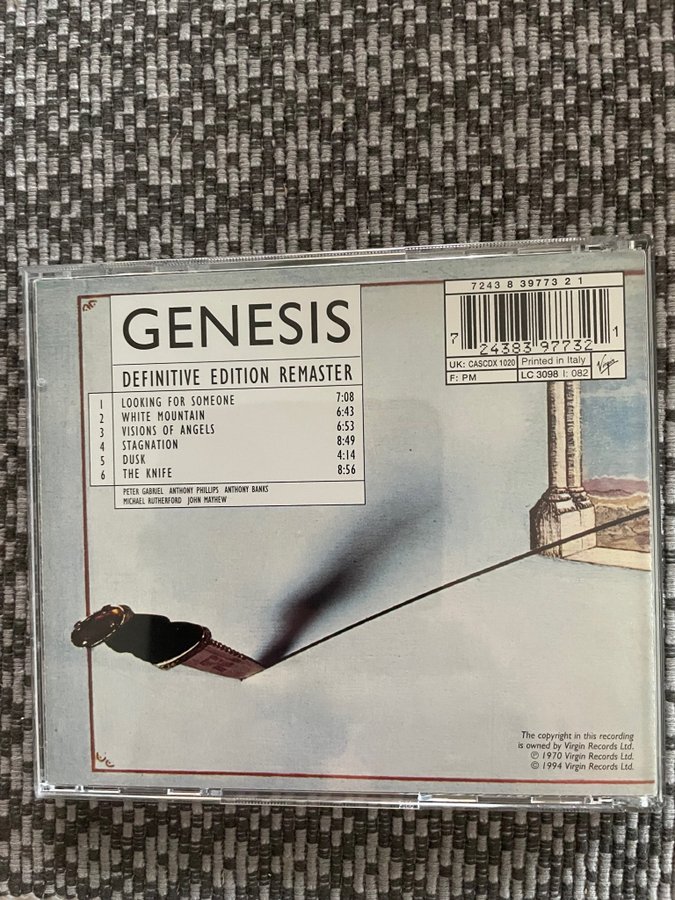 GENESIS
DEFINITIVE EDITION REMASTER
1 LOOKING FOR SOMEONE 7:08
2 WHITE MOUNTAIN 6:43
3 VISIONS OF ANGELS 6:53
4 STAGNATION 8:49
5 DUSK 4:14
6 THE KNIFE 8:56
PETER GABRIEL ANTHONY PHILLIPS ANTHONY BANKS
MICHAEL RUTHERFORD JOHN MAYHEW
7243 8 39773 2 1
7 24383 97732 1
UK: CASCDX 1020 Printed in Italy Virgin
F: PM LC 3098 I: 082
The copyright in this recording
is owned by Virgin Records Ltd.
℗ 1970 Virgin Records Ltd.
© 1994 Virgin Records Ltd.